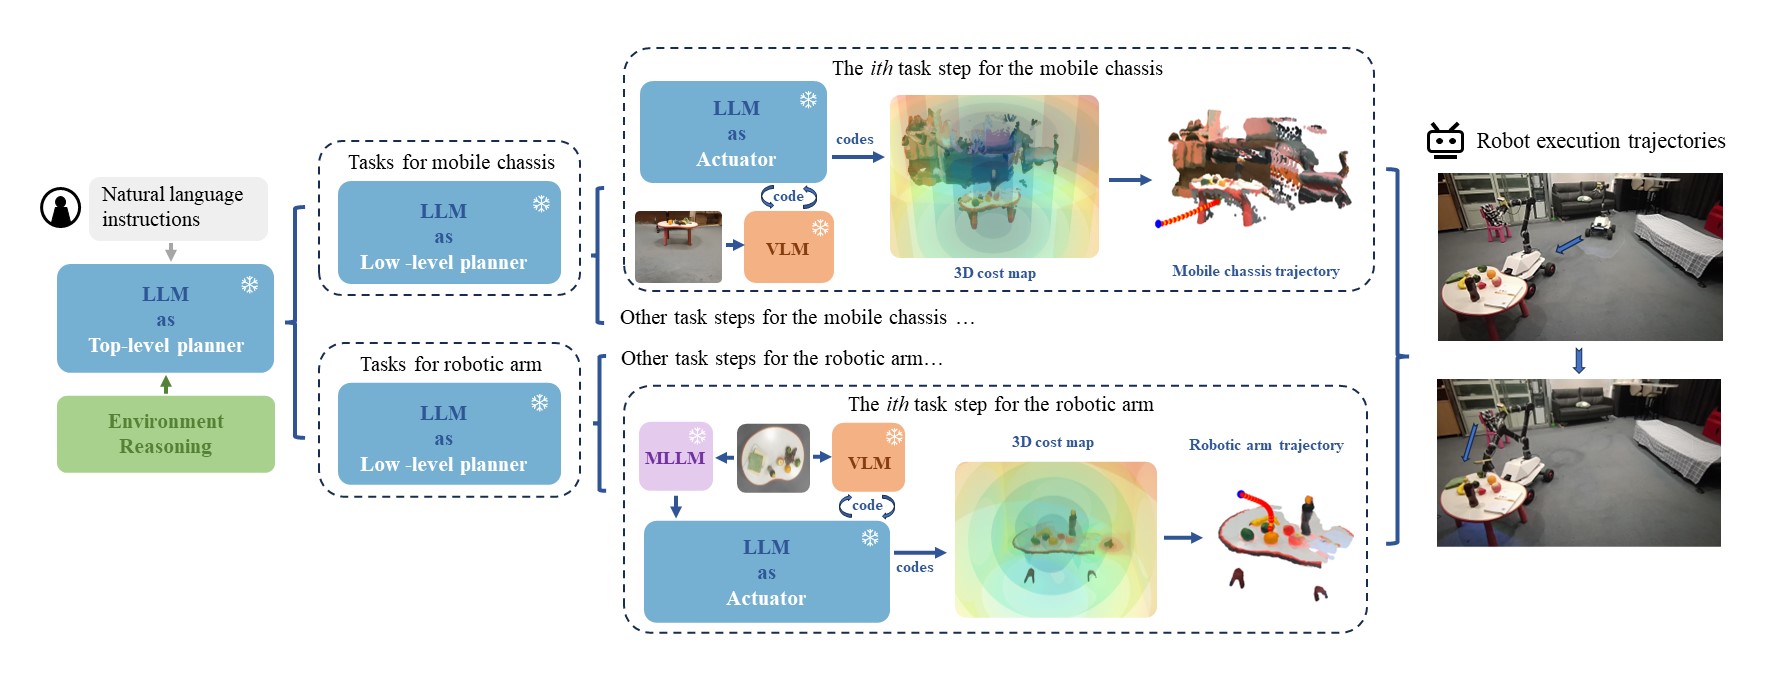 Natural language
instructions
LLM
as
Top-level planner
Environment
Reasoning
Tasks for mobile chassis
LLM
as
Low -level planner
Tasks for robotic arm
LLM
as
Low -level planner
The ith task step for the mobile chassis
LLM
as
Actuator
codes
code
VLM
3D cost map
Mobile chassis trajectory
Other task steps for the mobile chassis …
Other task steps for the robotic arm…
The ith task step for the robotic arm
MLLM
VLM
code
LLM
as
Actuator
codes
3D cost map
Robotic arm trajectory
Robot execution trajectories